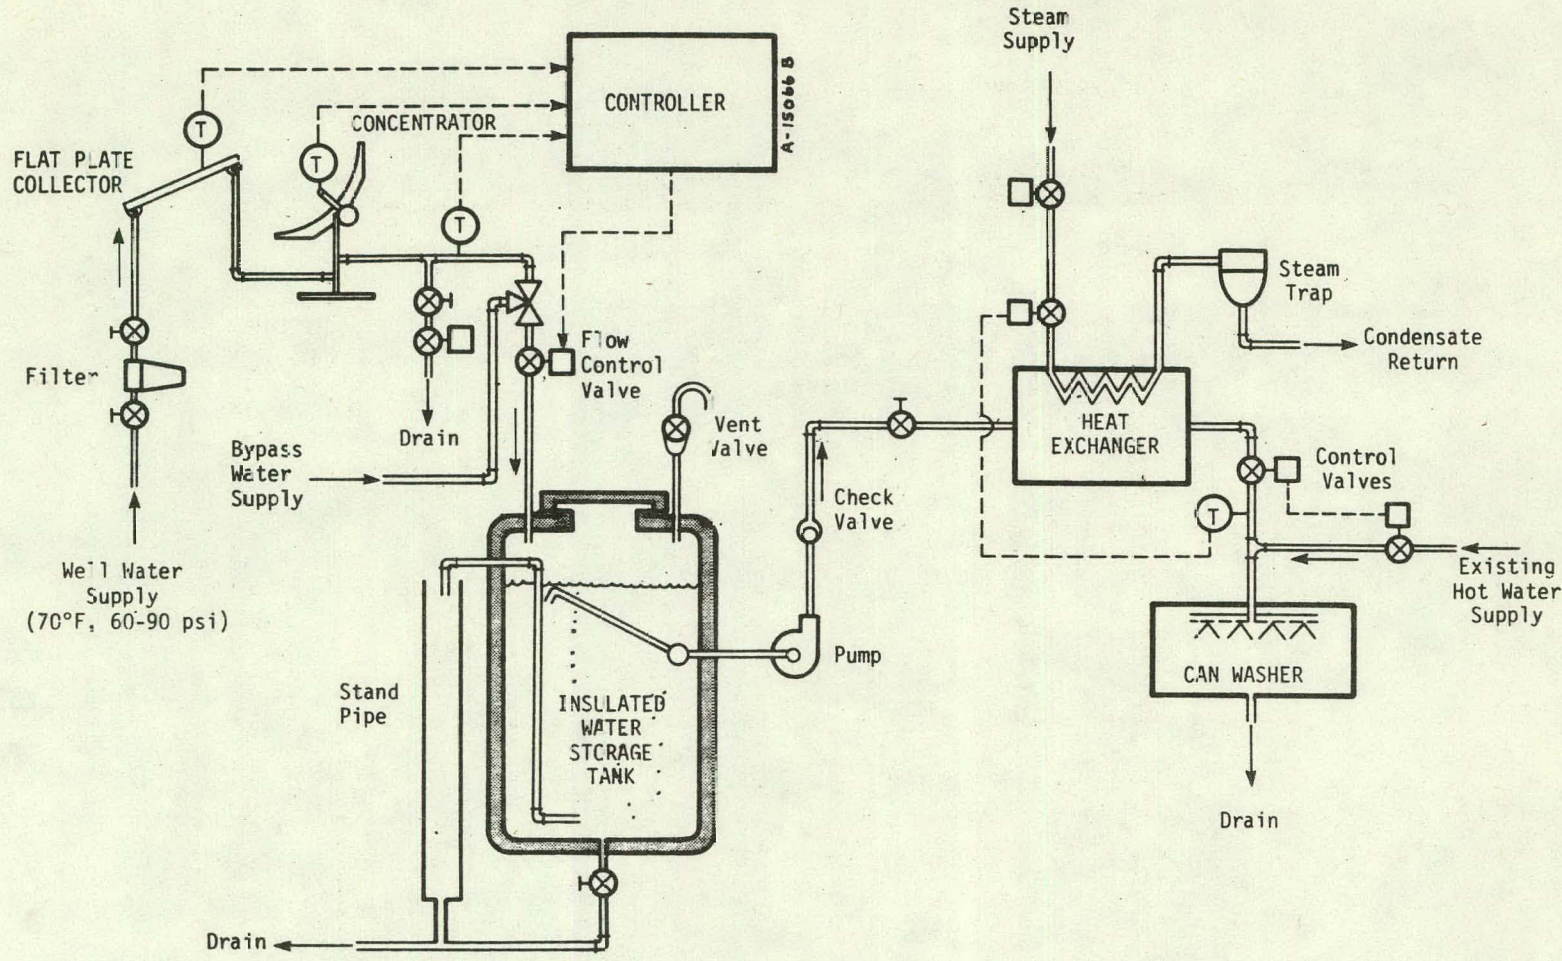 Steam
Supply
CONTROLLER
A-15066 B
CONCENTRATOR
T
T
T
FLAT PLATE
COLLECTOR
Steam
Trap
Condensate
Return
Filter
Flow
Control
Valve
Drain
Bypass
Water
Supply
Vent
Valve
HEAT
EXCHANGER
Control
Valves
Check
Valve
T
Well Water
Supply
(70°F, 60-90 psi)
Existing
Hot Water
Supply
Pump
CAN WASHER
Stand
Pipe
INSULATED
WATER
STORAGE
TANK
Drain
Drain